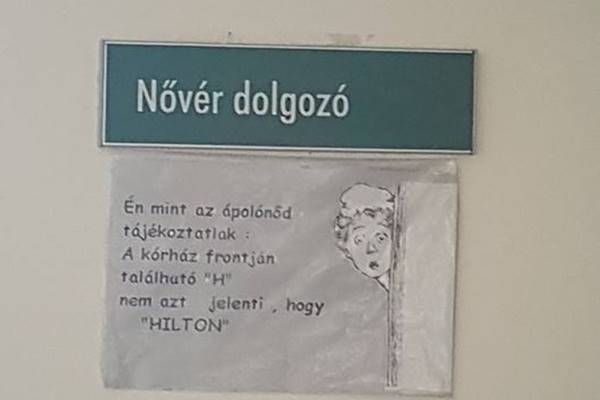 Nővér dolgozó
Én mint az ápolónőd
tájékoztatlak :
A kórház frontján
található "H"
nem azt jelenti , hogy
"HILTON"